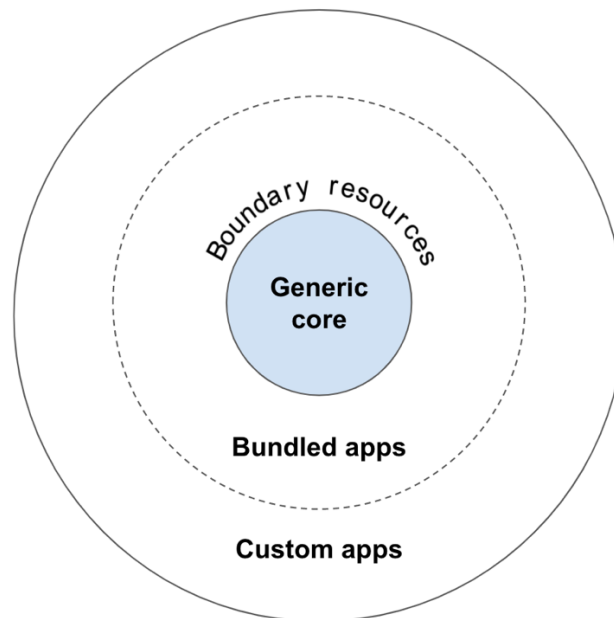 Boundary resources
Generic
core
Bundled apps
Custom apps